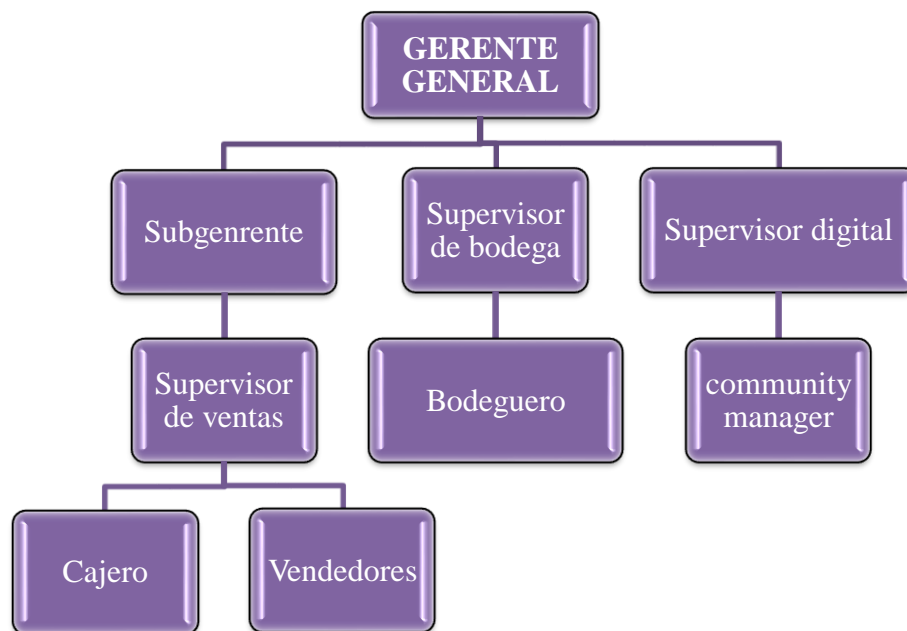 GERENTE
GENERAL
Subgenrente
Supervisor
de bodega
Supervisor digital
Supervisor
de ventas
Bodeguero
community
manager
Cajero
Vendedores